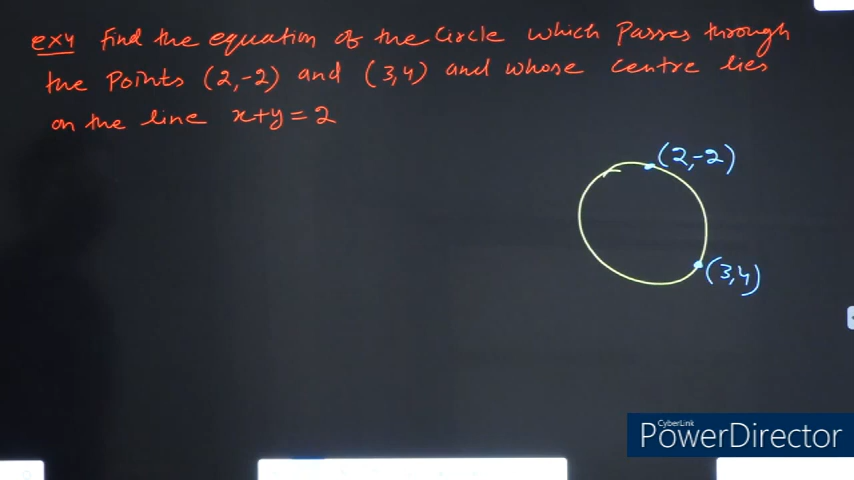 ex4 find the equation of the Circle which Passes through
the Points (2,-2) and (3,4) and whose centre lies
on the line x+y=2
(2,-2)
(3,4)
CyberLink
PowerDirector